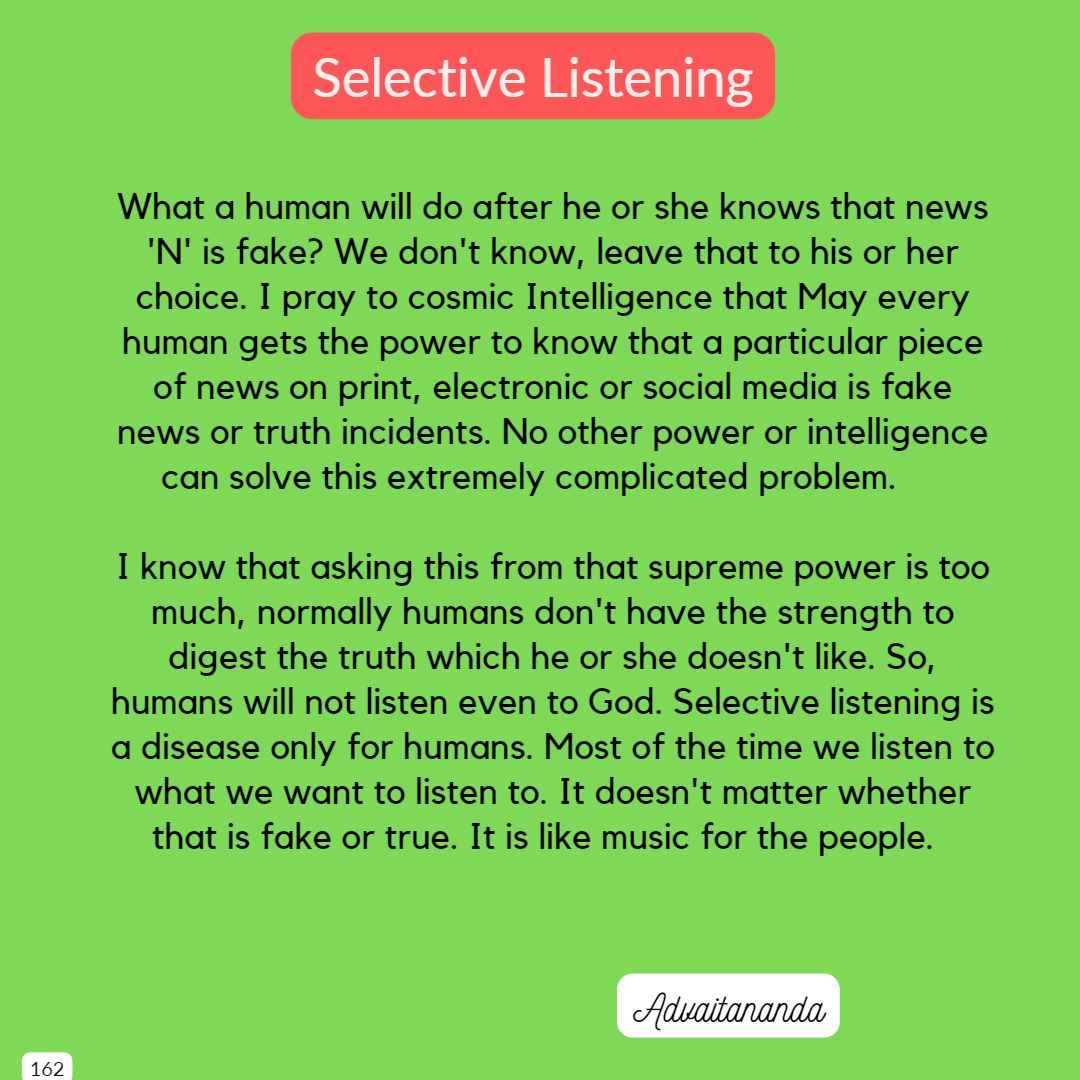 Selective Listening
What a human will do after he or she knows that news
'N' is fake? We don't know, leave that to his or her
choice. I pray to cosmic Intelligence that May every
human gets the power to know that a particular piece
of news on print, electronic or social media is fake
news or truth incidents. No other power or intelligence
can solve this extremely complicated problem.
I know that asking this from that supreme power is too
much, normally humans don't have the strength to
digest the truth which he or she doesn't like. So,
humans will not listen even to God. Selective listening is
a disease only for humans. Most of the time we listen to
what we want to listen to. It doesn't matter whether
that is fake or true. It is like music for the people.
Advaitananda
162